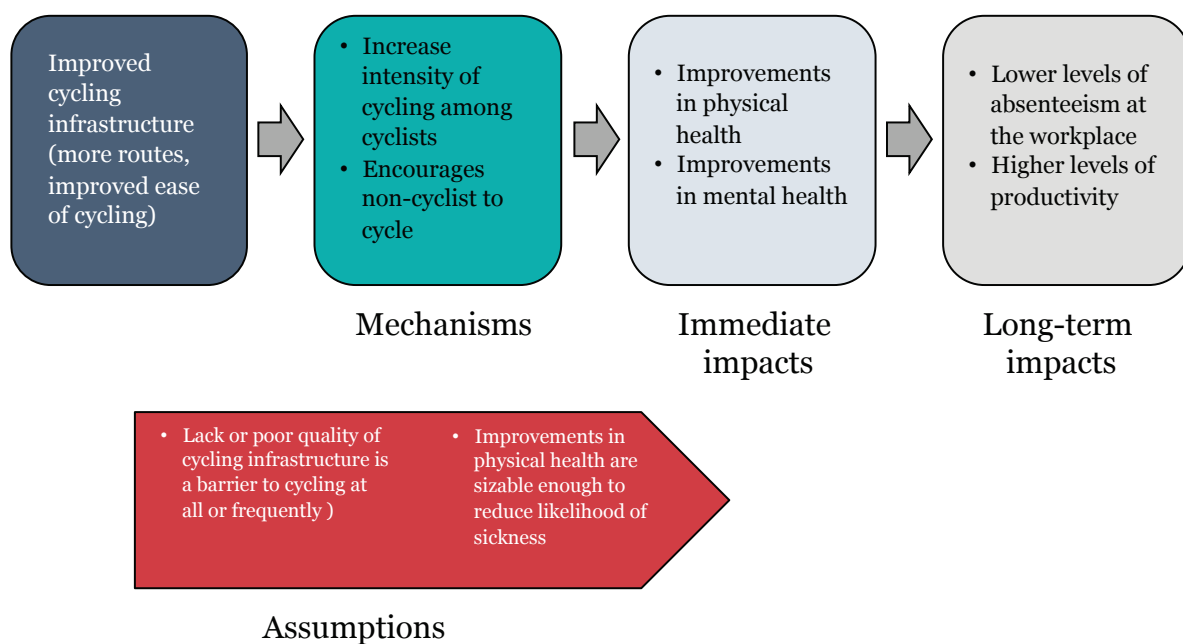 Improved
cycling
infrastructure
(more routes,
improved ease
of cycling)
• Increase
intensity of
cycling among
cyclists
• Encourages
non-cyclist to
cycle
• Improvements
in physical
health
• Improvements
in mental health
• Lower levels of
absenteeism at
the workplace
• Higher levels of
productivity
Mechanisms
Immediate
impacts
Long-term
impacts
• Lack or poor quality of
cycling infrastructure is
a barrier to cycling at
all or frequently )
• Improvements in
physical health are
sizable enough to
reduce likelihood of
sickness
Assumptions